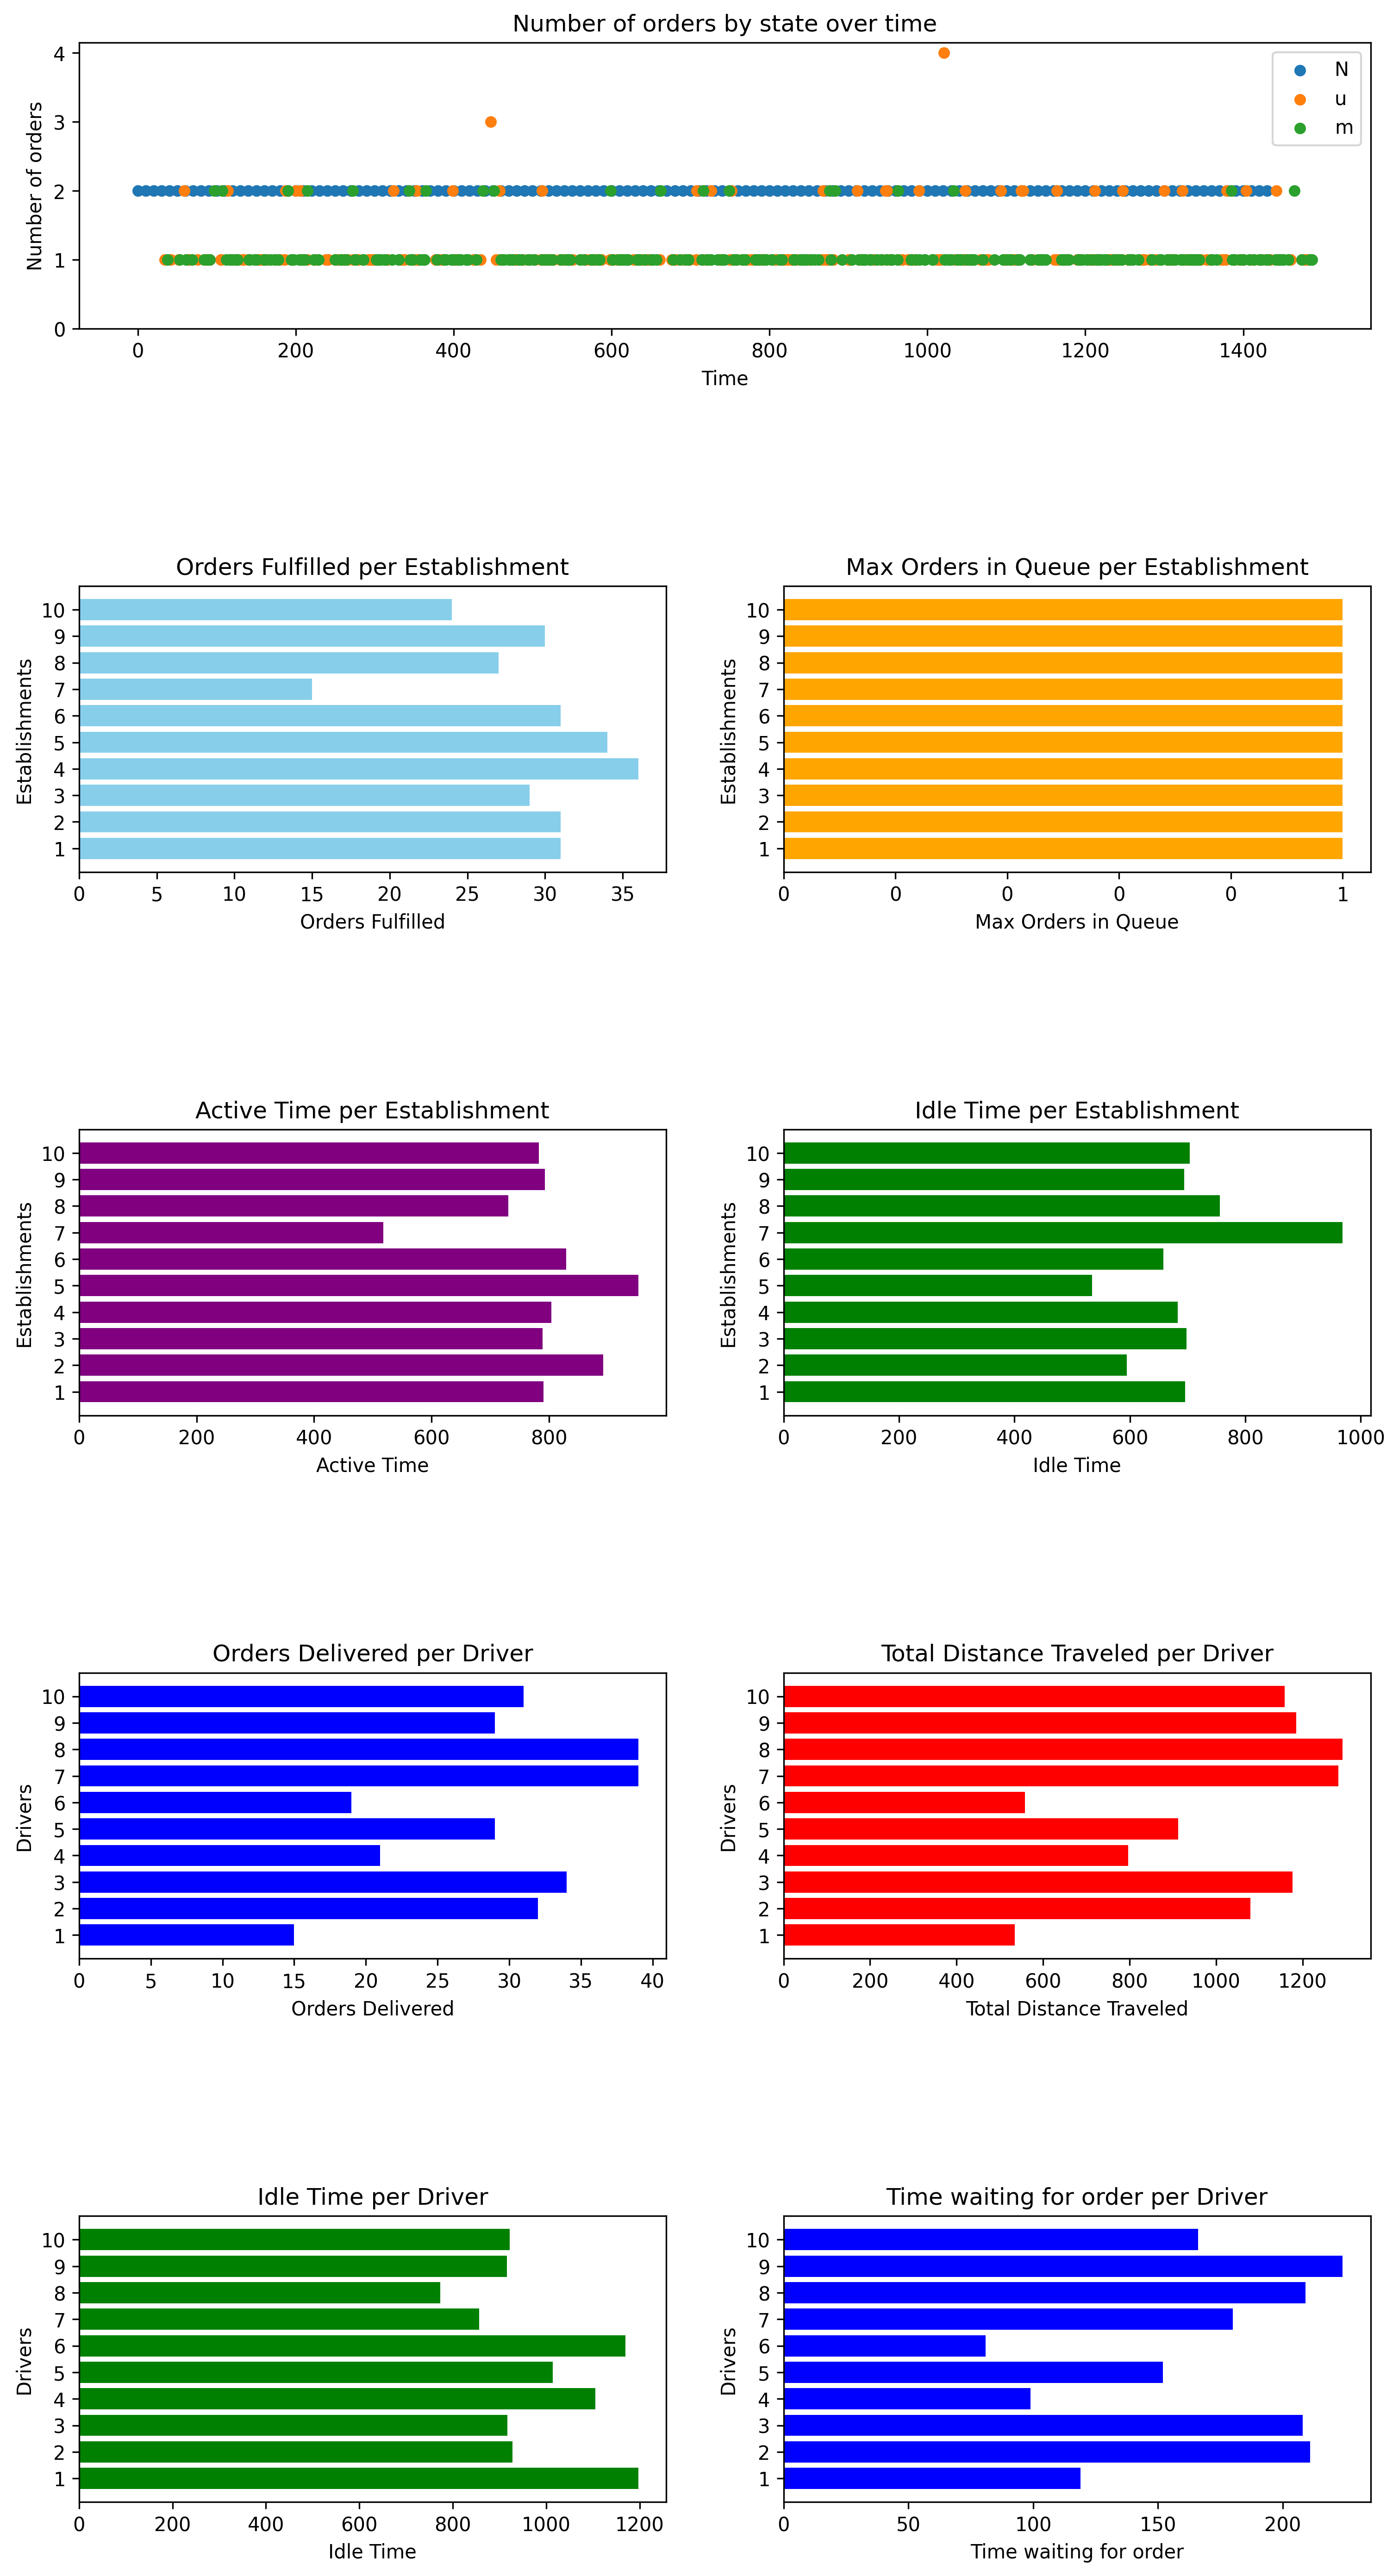 Number of orders by state over time
Number of orders
4
3
2
1
0
N
u
m
0 200 400 600 800 1000 1200 1400
Time
Orders Fulfilled per Establishment
Establishments
10
9
8
7
6
5
4
3
2
1
0 5 10 15 20 25 30 35
Orders Fulfilled
Max Orders in Queue per Establishment
Establishments
10
9
8
7
6
5
4
3
2
1
0 0 0 0 0 1
Max Orders in Queue
Active Time per Establishment
Establishments
10
9
8
7
6
5
4
3
2
1
0 200 400 600 800
Active Time
Idle Time per Establishment
Establishments
10
9
8
7
6
5
4
3
2
1
0 200 400 600 800 1000
Idle Time
Orders Delivered per Driver
Drivers
10
9
8
7
6
5
4
3
2
1
0 5 10 15 20 25 30 35 40
Orders Delivered
Total Distance Traveled per Driver
Drivers
10
9
8
7
6
5
4
3
2
1
0 200 400 600 800 1000 1200
Total Distance Traveled
Idle Time per Driver
Drivers
10
9
8
7
6
5
4
3
2
1
0 200 400 600 800 1000 1200
Idle Time
Time waiting for order per Driver
Drivers
10
9
8
7
6
5
4
3
2
1
0 50 100 150 200
Time waiting for order